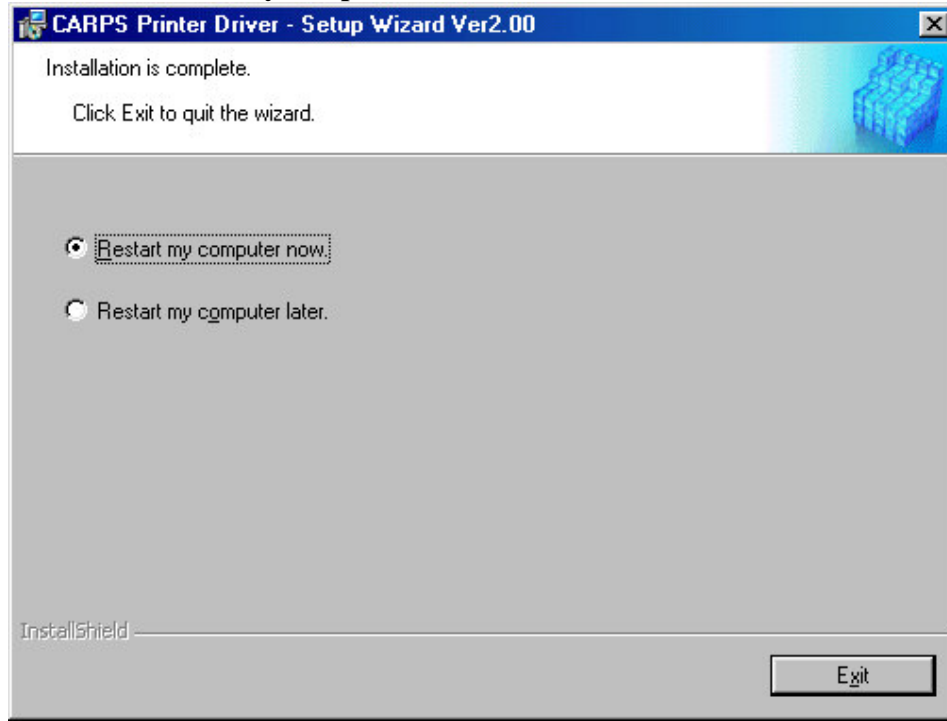 CARPS Printer Driver - Setup Wizard Ver2.00
Installation is complete.
Click Exit to quit the wizard.
Restart my computer now.
Restart my computer later.
InstallShield
Exit